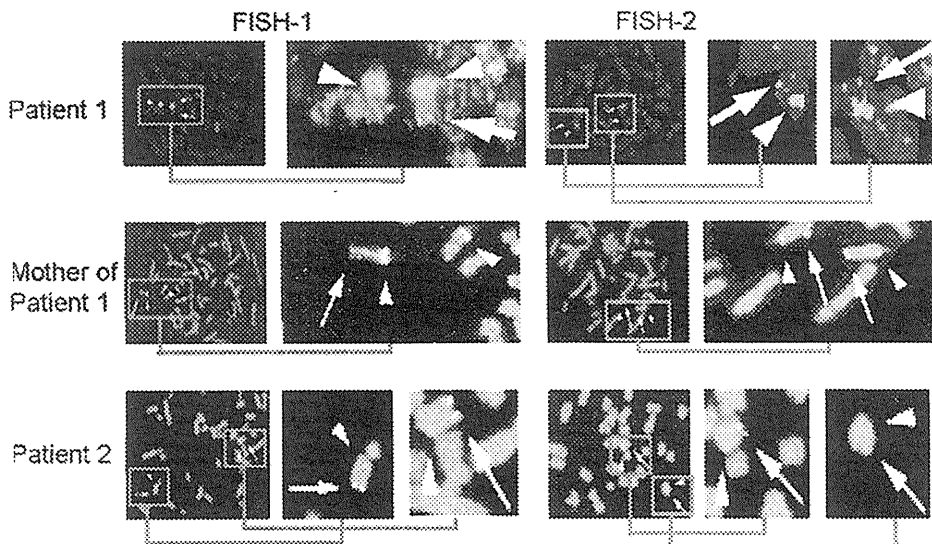 FISH-1
FISH-2
Patient 1
Mother of
Patient 1
Patient 2